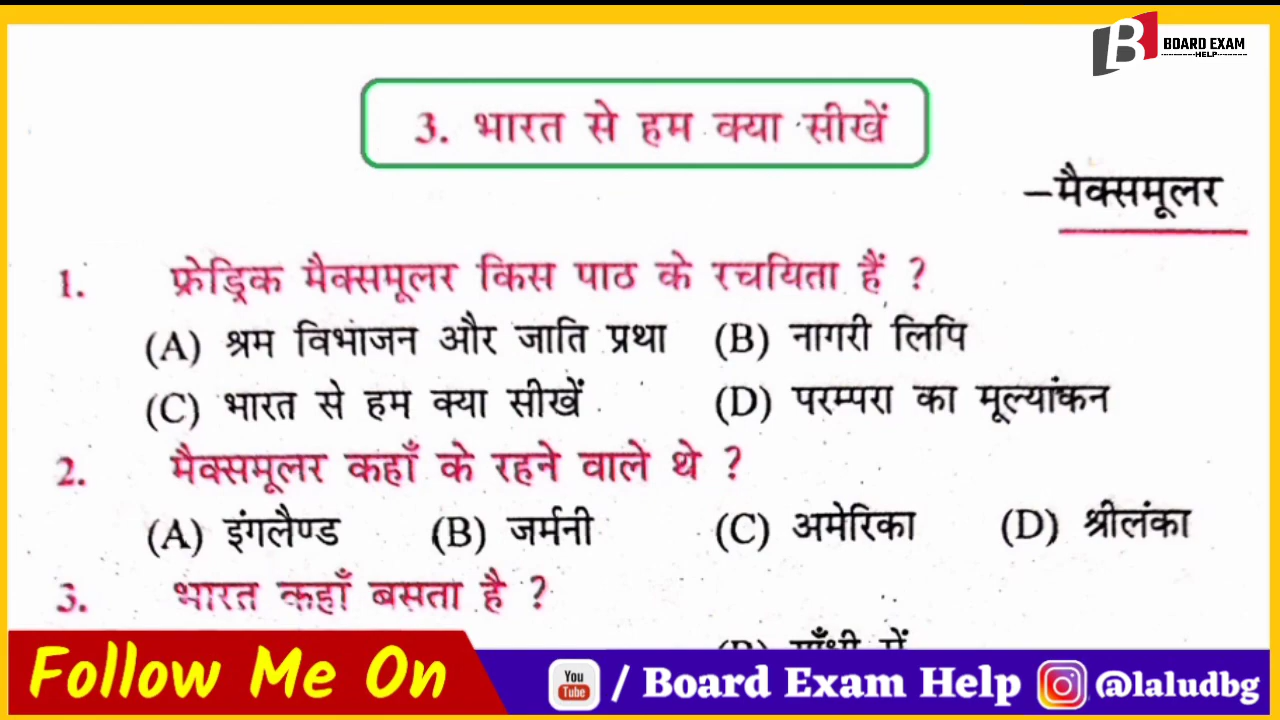 B BOARD EXAM
HELP
3. भारत से हम क्या सीखें
–मैक्समूलर
1. फ्रेड्रिक मैक्समूलर किस पाठ के रचयिता हैं ?
(A) श्रम विभाजन और जाति प्रथा (B) नागरी लिपि
(C) भारत से हम क्या सीखें (D) परम्परा का मूल्यांकन
2. मैक्समूलर कहाँ के रहने वाले थे ?
(A) इंगलैण्ड (B) जर्मनी (C) अमेरिका (D) श्रीलंका
3. भारत कहाँ बसता है ?
Follow Me On You Tube / Board Exam Help @laludbg